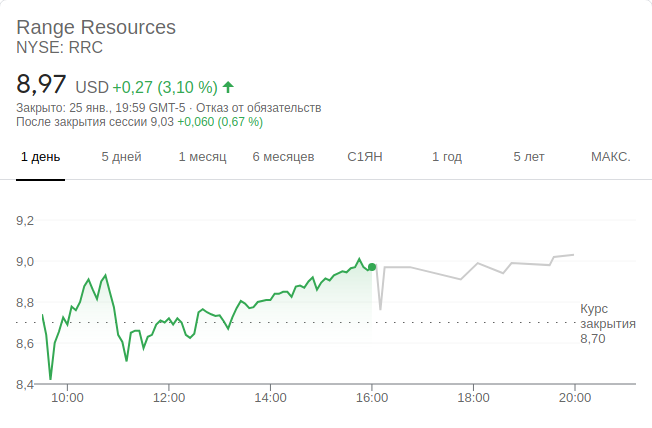 Range Resources
NYSE: RRC
8,97 USD +0,27 (3,10 %)
Закрыто: 25 янв., 19:59 GMT-5 · Отказ от обязательств
После закрытия сессии 9,03 +0,060 (0,67 %)
1 день 5 дней 1 месяц 6 месяцев С1ЯН 1 год 5 лет МАКС.
9,2
9,0
8,8
8,6
8,4
Курс
закрытия
8,70
10:00 12:00 14:00 16:00 18:00 20:00